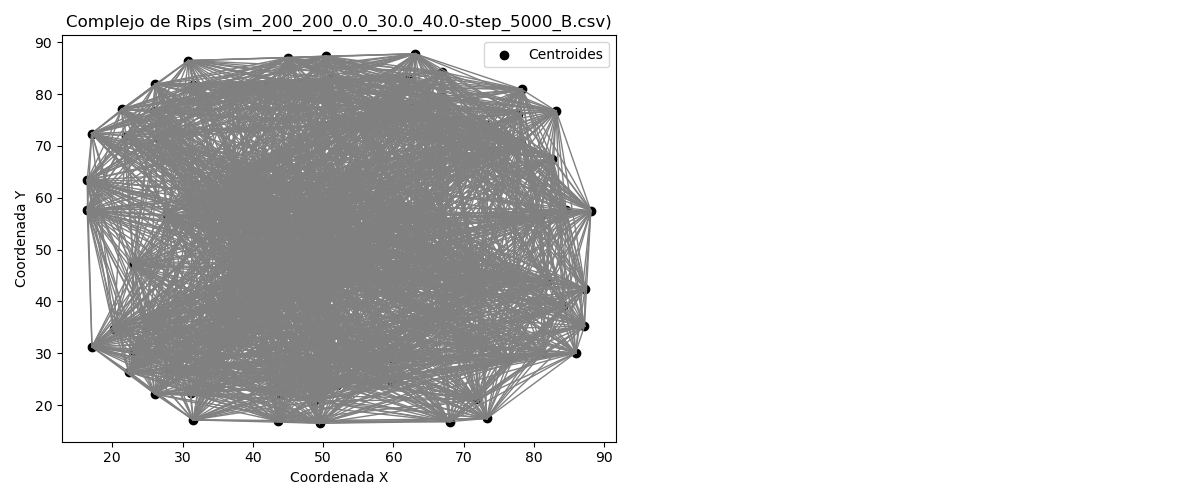 Complejo de Rips (sim_200_200_0.0_30.0_40.0-step_5000_B.csv)
Centroides
90
80
70
60
50
40
30
20
Coordenada Y
20 30 40 50 60 70 80 90
Coordenada X